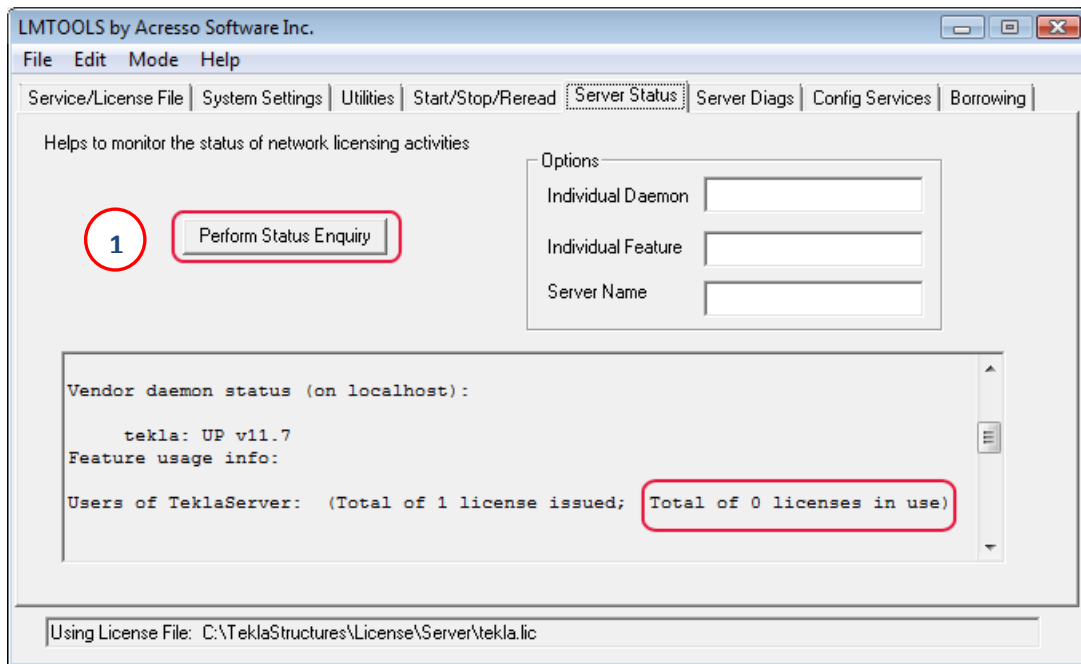 LMTOOLS by Acresso Software Inc.
File Edit Mode Help
Service/License File System Settings Utilities Start/Stop/Reread Server Status Server Diags Config Services Borrowing
Helps to monitor the status of network licensing activities
Options
Individual Daemon
1
Perform Status Enquiry
Individual Feature
Server Name
Vendor daemon status (on localhost):
tekla: UP v11.7
Feature usage info:
Users of TeklaServer: (Total of 1 license issued; Total of 0 licenses in use)
Using License File: C:\TeklaStructures\License\Server\tekla.lic